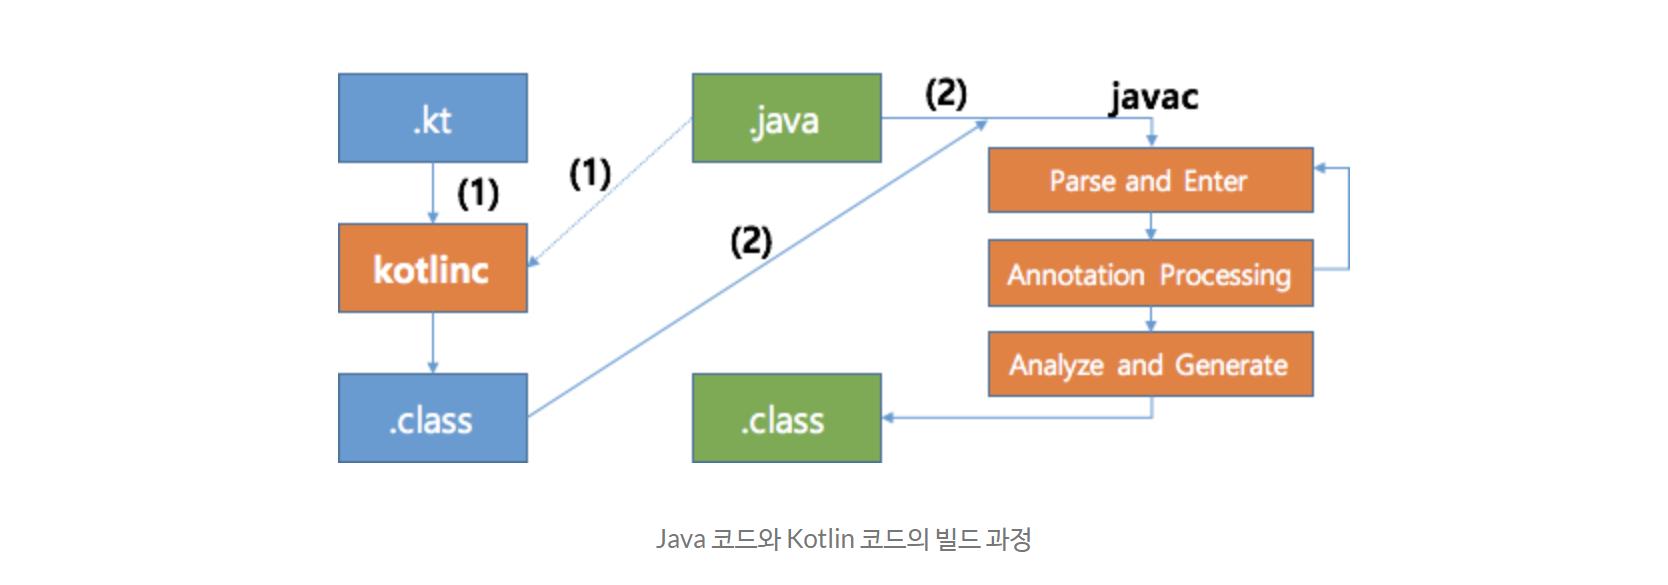 .kt
.java
(2)
javac
(1)
(1)
Parse and Enter
kotlinc
(2)
Annotation Processing
Analyze and Generate
.class
.class
Java 코드와 Kotlin 코드의 빌드 과정